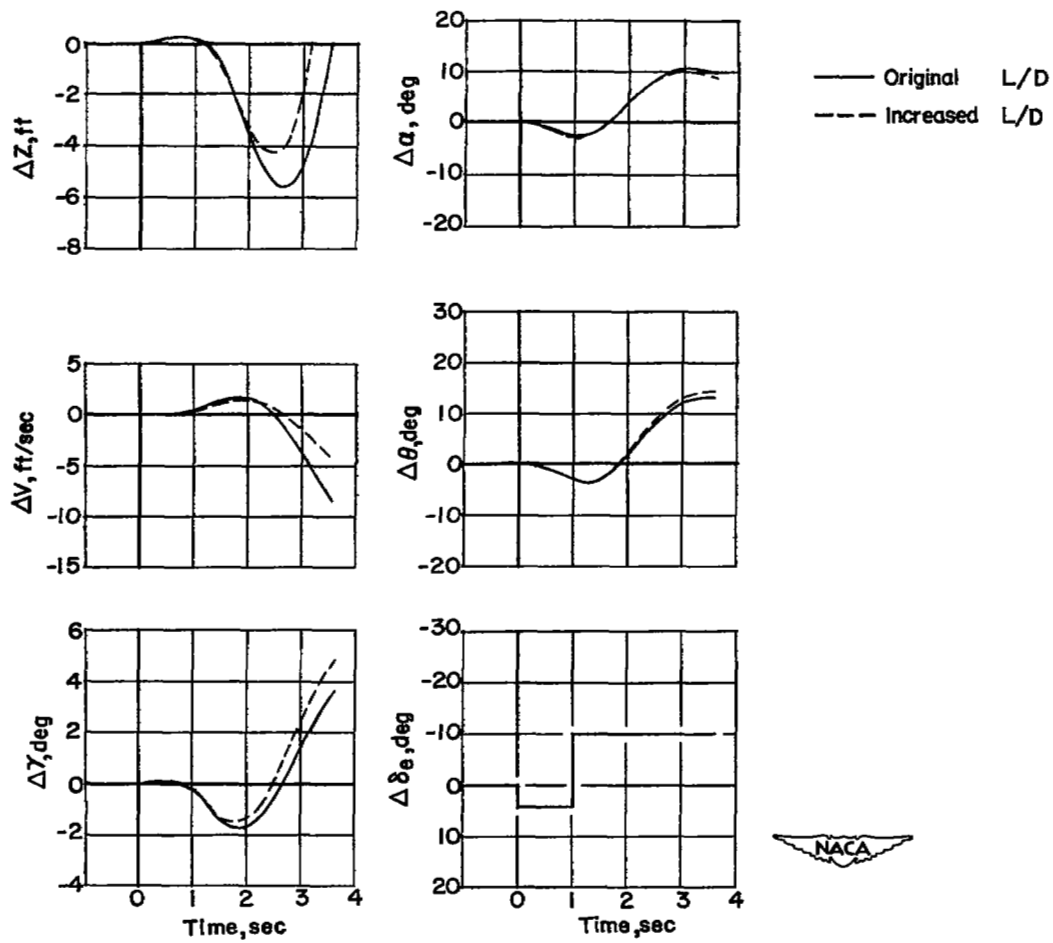 ΔZ, ft
0
-2
-4
-6
-8
Δα, deg
20
10
0
-10
-20
Original L/D
Increased L/D
ΔV, ft/sec
5
0
-5
-10
-15
Δθ, deg
30
20
10
0
-10
-20
Δγ, deg
6
4
2
0
-2
-4
0 1 2 3 4
Time, sec
Δδe, deg
-30
-20
-10
0
10
20
0 1 2 3 4
Time, sec
NACA